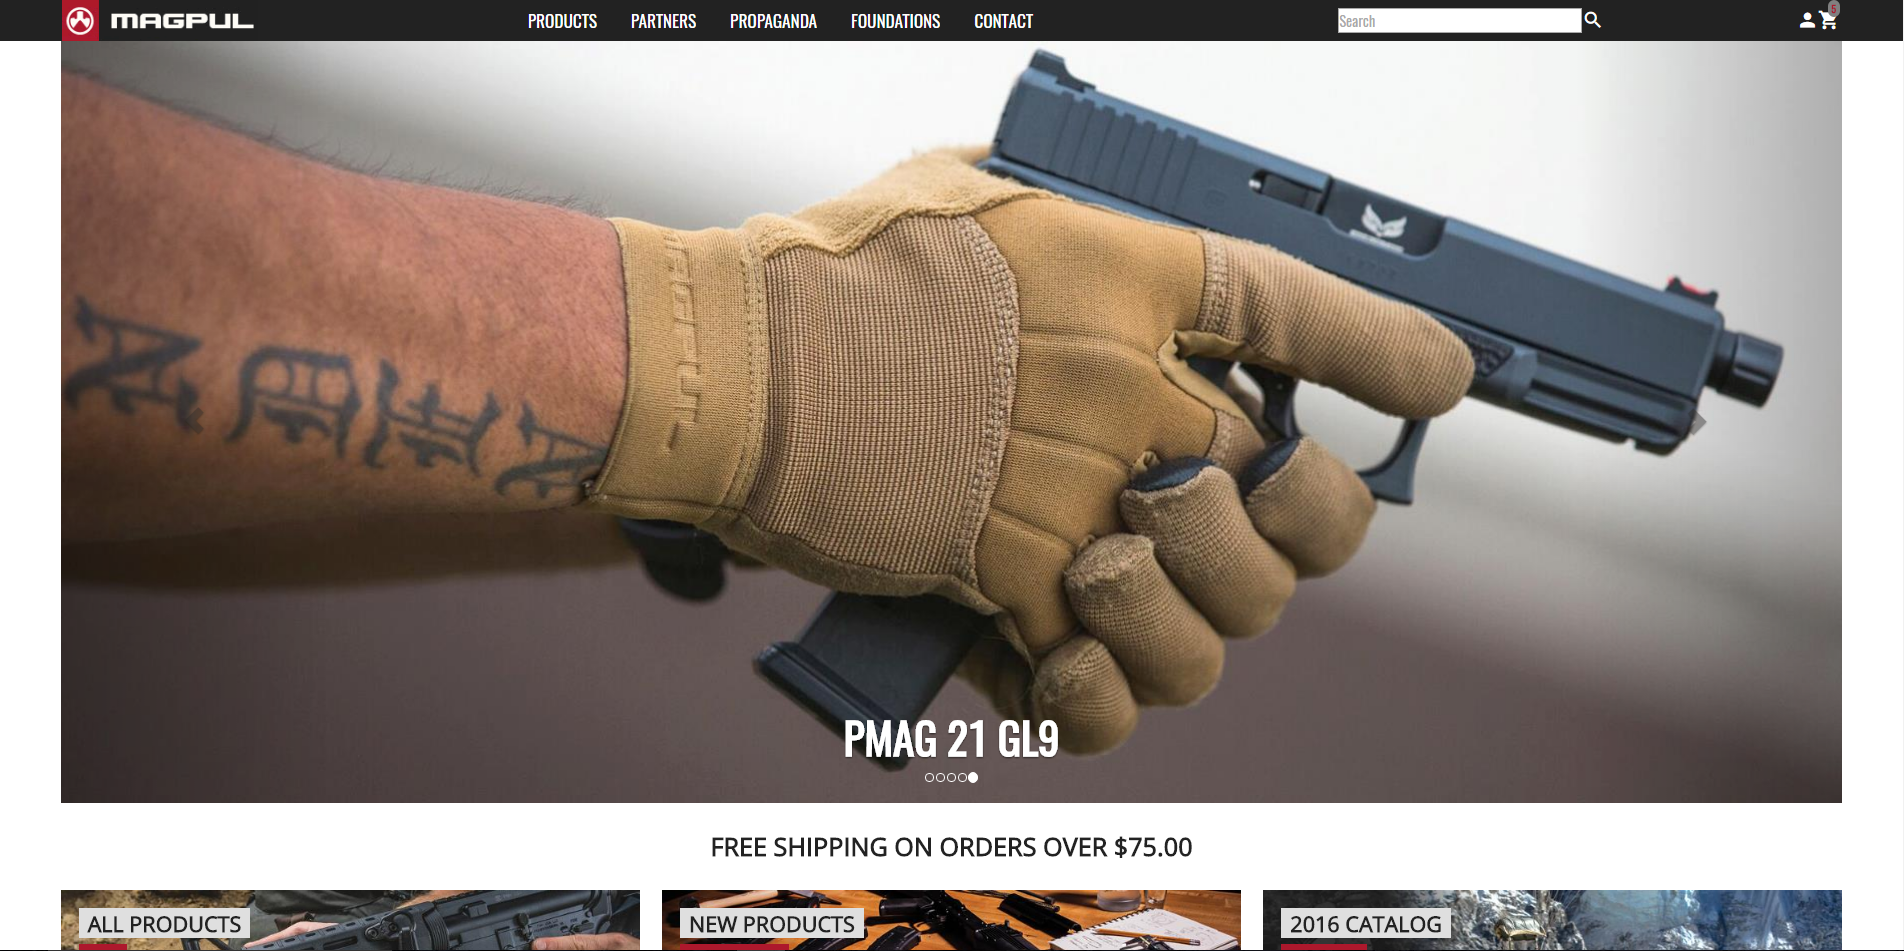 MAGPUL
PRODUCTS
PARTNERS
PROPAGANDA
FOUNDATIONS
CONTACT
Search
5
MAGPUL
PMAG 21 GL9
FREE SHIPPING ON ORDERS OVER $75.00
ALL PRODUCTS
NEW PRODUCTS
2016 CATALOG